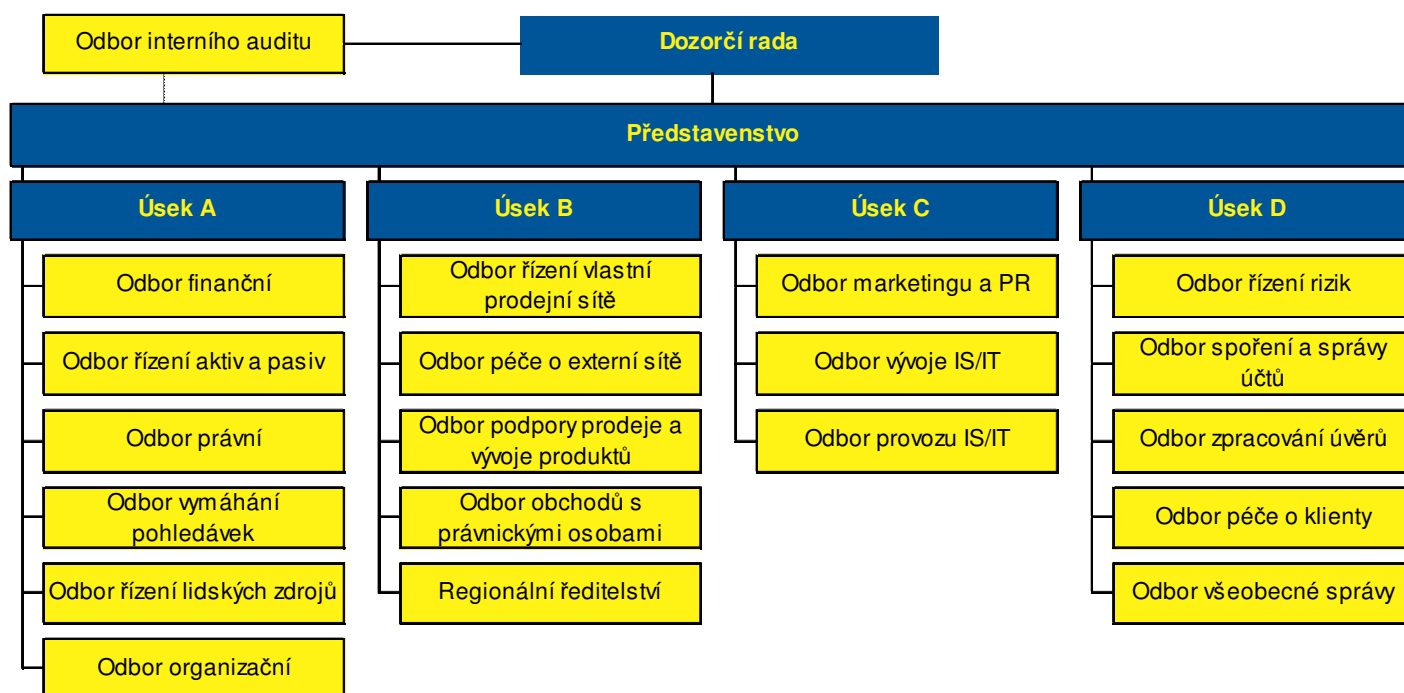 Odbor interního auditu
Dozorčí rada
Představenstvo
Úsek A
Úsek B
Úsek C
Úsek D
Odbor finanční
Odbor řízení aktiv a pasiv
Odbor právní
Odbor vymáhání
pohledávek
Odbor řízení lidských zdrojů
Odbor organizační
Odbor řízení vlastní
prodejní sítě
Odbor péče o externí sítě
Odbor podpory prodeje a
vývoje produktů
Odbor obchodů s
právnickými osobami
Regionální ředitelství
Odbor marketingu a PR
Odbor vývoje IS/IT
Odbor provozu IS/IT
Odbor řízení rizik
Odbor spoření a správy
účtů
Odbor zpracování úvěrů
Odbor péče o klienty
Odbor všeobecné správy